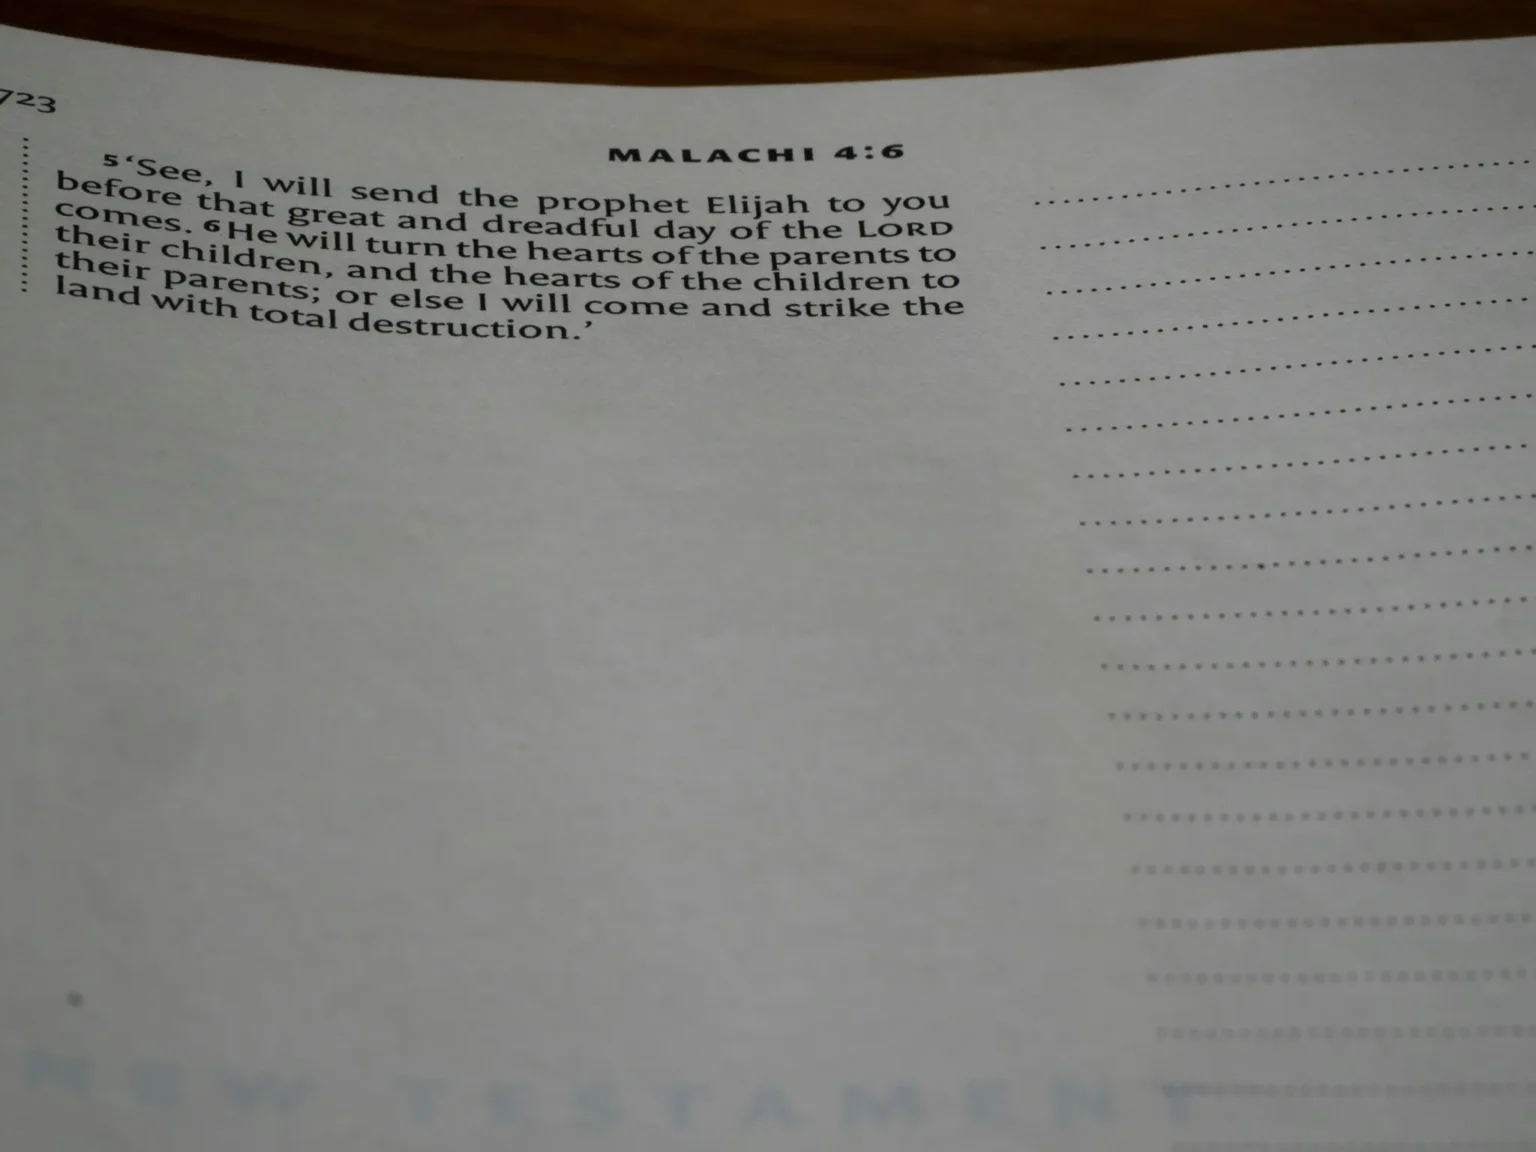 723
MALACHI 4:6
5 ‘See, I will send the prophet Elijah to you
before that great and dreadful day of the LORD
comes. 6 He will turn the hearts of the parents to
their children, and the hearts of the children to
their parents; or else I will come and strike the
land with total destruction.’
NEW TESTAMENT